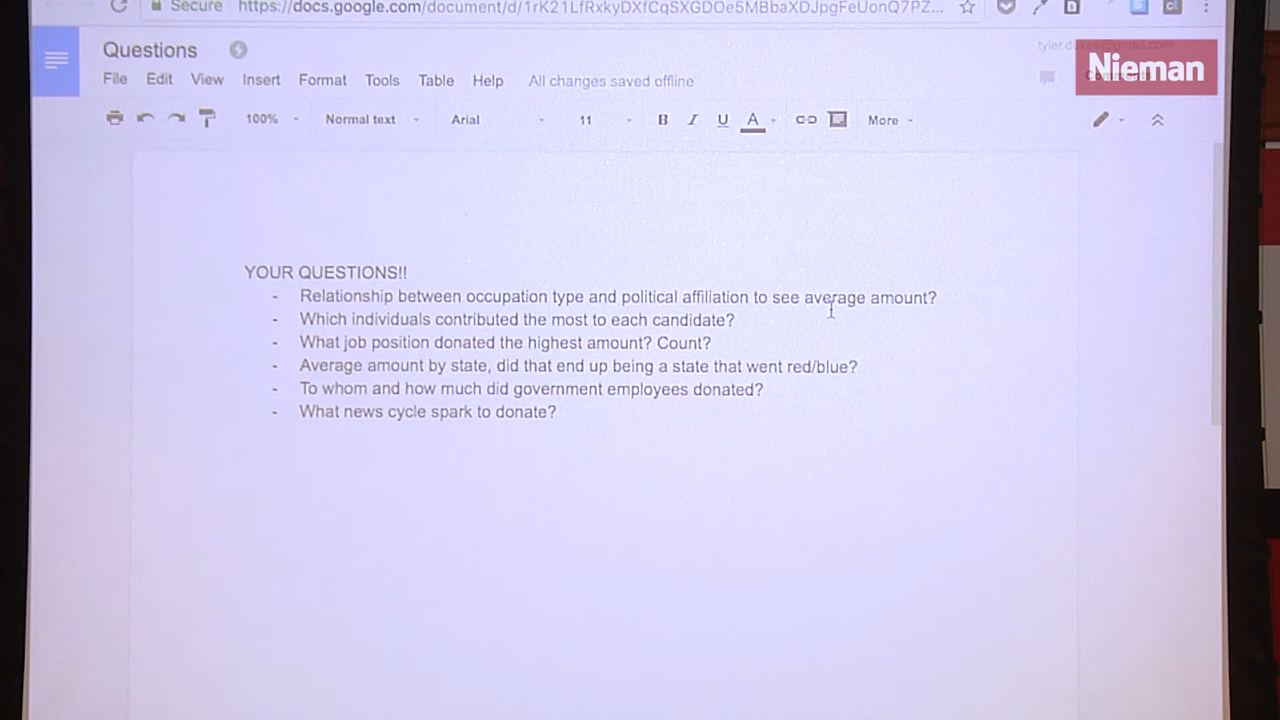 Secure https://docs.google.com/document/d/1rK21LfRxkyDXfCqSXGDOe5MBbaXDJpgFeUonQ7PZ...
Questions
Nieman
File Edit View Insert Format Tools Table Help All changes saved offline
100% Normal text Arial 11 B I U A More
YOUR QUESTIONS!!
- Relationship between occupation type and political affiliation to see average amount?
- Which individuals contributed the most to each candidate?
- What job position donated the highest amount? Count?
- Average amount by state, did that end up being a state that went red/blue?
- To whom and how much did government employees donated?
- What news cycle spark to donate?